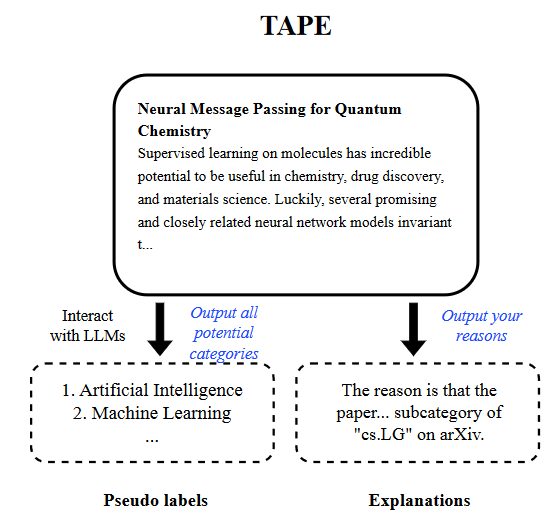 TAPE
Neural Message Passing for Quantum
Chemistry
Supervised learning on molecules has incredible
potential to be useful in chemistry, drug discovery,
and materials science. Luckily, several promising
and closely related neural network models invariant
t...
Interact
with LLMs
Output all
potential
categories
Output your
reasons
1. Artificial Intelligence
2. Machine Learning
...
The reason is that the
paper... subcategory of
"cs.LG" on arXiv.
Pseudo labels
Explanations